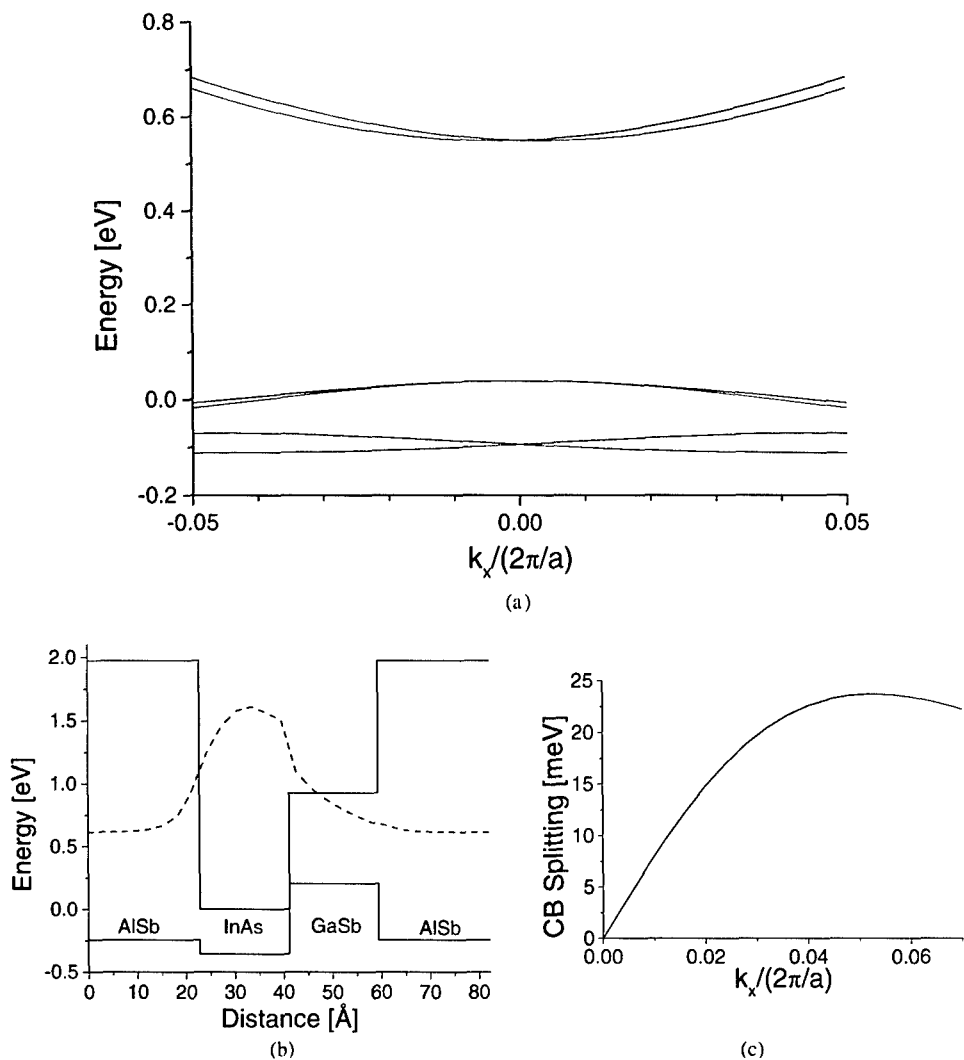 0.8
0.6
0.4
0.2
0.0
-0.2
Energy [eV]
-0.05
0.00
0.05
k_x/(2π/a)
(a)
2.0
1.5
1.0
0.5
0.0
-0.5
Energy [eV]
AlSb
InAs
GaSb
AlSb
0 10 20 30 40 50 60 70 80
Distance [Å]
(b)
25
20
15
10
5
0
CB Splitting [meV]
0.00 0.02 0.04 0.06
k_x/(2π/a)
(c)